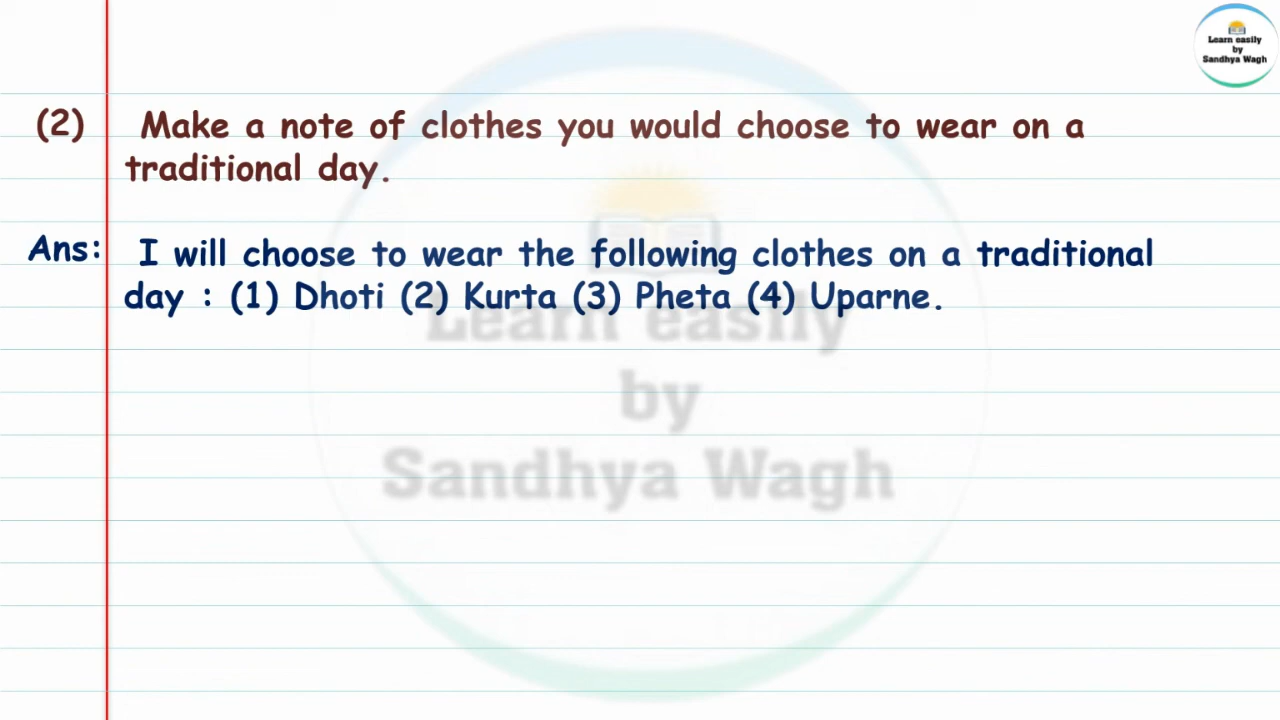 Learn easily
by
Sandhya Wagh
(2) Make a note of clothes you would choose to wear on a
traditional day.
Ans: I will choose to wear the following clothes on a traditional
day : (1) Dhoti (2) Kurta (3) Pheta (4) Uparne.
Learn easily
by
Sandhya Wagh